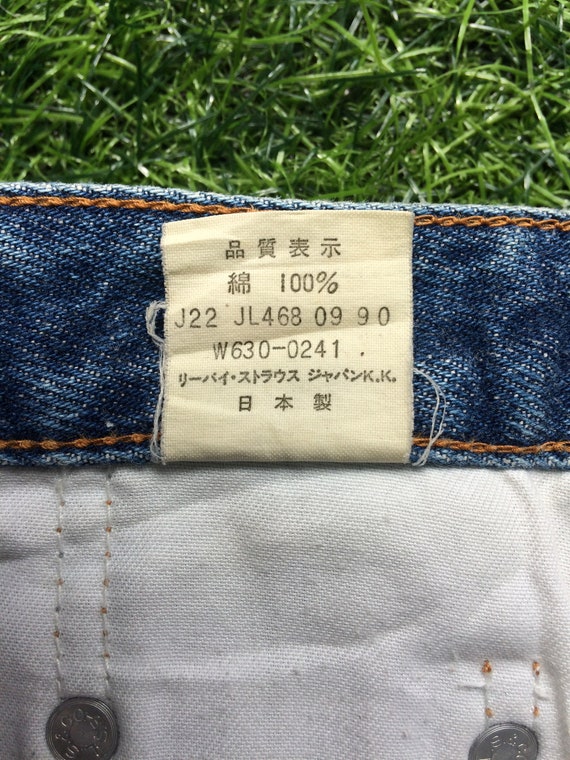 品質表示
綿 100%
J22 JL468 09 90
W630-0241 .
リーバイ・ストラウス ジャパンK.K.
日本製